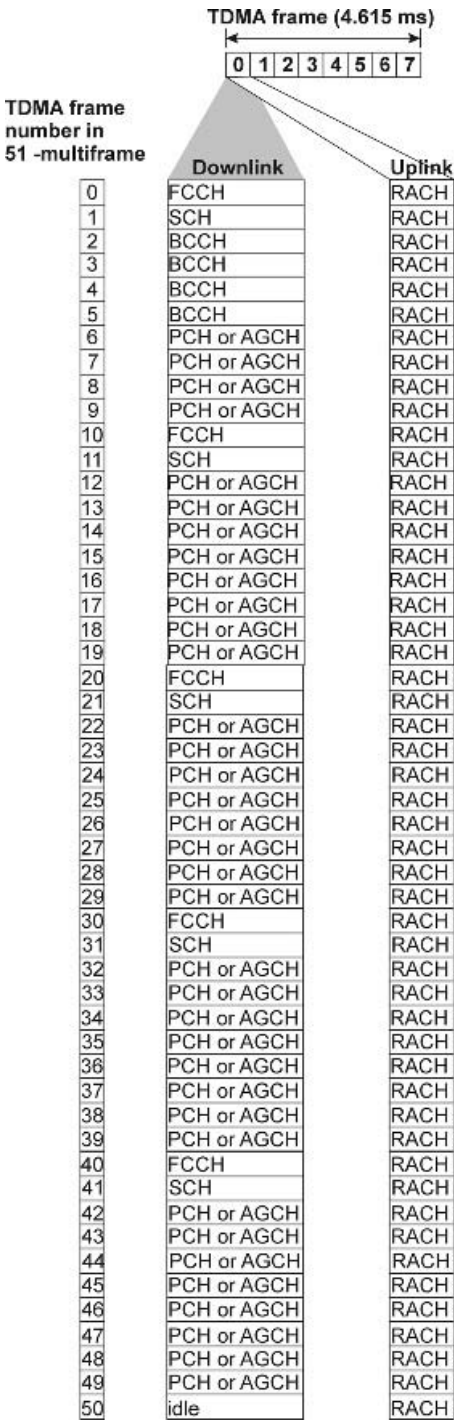 TDMA frame (4.615 ms)
0 1 2 3 4 5 6 7
TDMA frame
number in
51 -multiframe
Downlink Uplink
0 FCCH RACH
1 SCH RACH
2 BCCH RACH
3 BCCH RACH
4 BCCH RACH
5 BCCH RACH
6 PCH or AGCH RACH
7 PCH or AGCH RACH
8 PCH or AGCH RACH
9 PCH or AGCH RACH
10 FCCH RACH
11 SCH RACH
12 PCH or AGCH RACH
13 PCH or AGCH RACH
14 PCH or AGCH RACH
15 PCH or AGCH RACH
16 PCH or AGCH RACH
17 PCH or AGCH RACH
18 PCH or AGCH RACH
19 PCH or AGCH RACH
20 FCCH RACH
21 SCH RACH
22 PCH or AGCH RACH
23 PCH or AGCH RACH
24 PCH or AGCH RACH
25 PCH or AGCH RACH
26 PCH or AGCH RACH
27 PCH or AGCH RACH
28 PCH or AGCH RACH
29 PCH or AGCH RACH
30 FCCH RACH
31 SCH RACH
32 PCH or AGCH RACH
33 PCH or AGCH RACH
34 PCH or AGCH RACH
35 PCH or AGCH RACH
36 PCH or AGCH RACH
37 PCH or AGCH RACH
38 PCH or AGCH RACH
39 PCH or AGCH RACH
40 FCCH RACH
41 SCH RACH
42 PCH or AGCH RACH
43 PCH or AGCH RACH
44 PCH or AGCH RACH
45 PCH or AGCH RACH
46 PCH or AGCH RACH
47 PCH or AGCH RACH
48 PCH or AGCH RACH
49 PCH or AGCH RACH
50 idle RACH